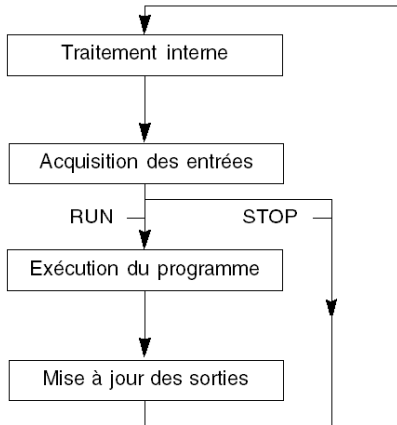 Traitement interne
Acquisition des entrées
RUN
STOP
Exécution du programme
Mise à jour des sorties